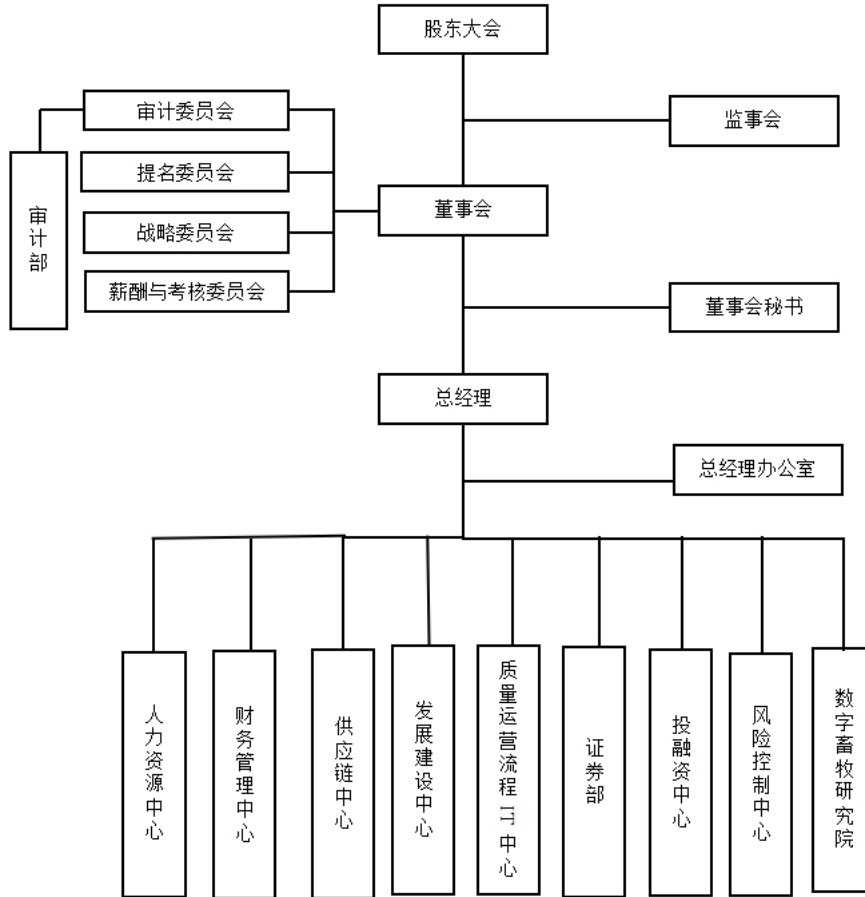 股东大会
审计委员会
监事会
提名委员会
董事会
审计部
战略委员会
薪酬与考核委员会
董事会秘书
总经理
总经理办公室
人力资源中心
财务管理中心
供应链中心
发展建设中心
质量运营流程IT中心
证券部
投融资中心
风险控制中心
数字畜牧研究院